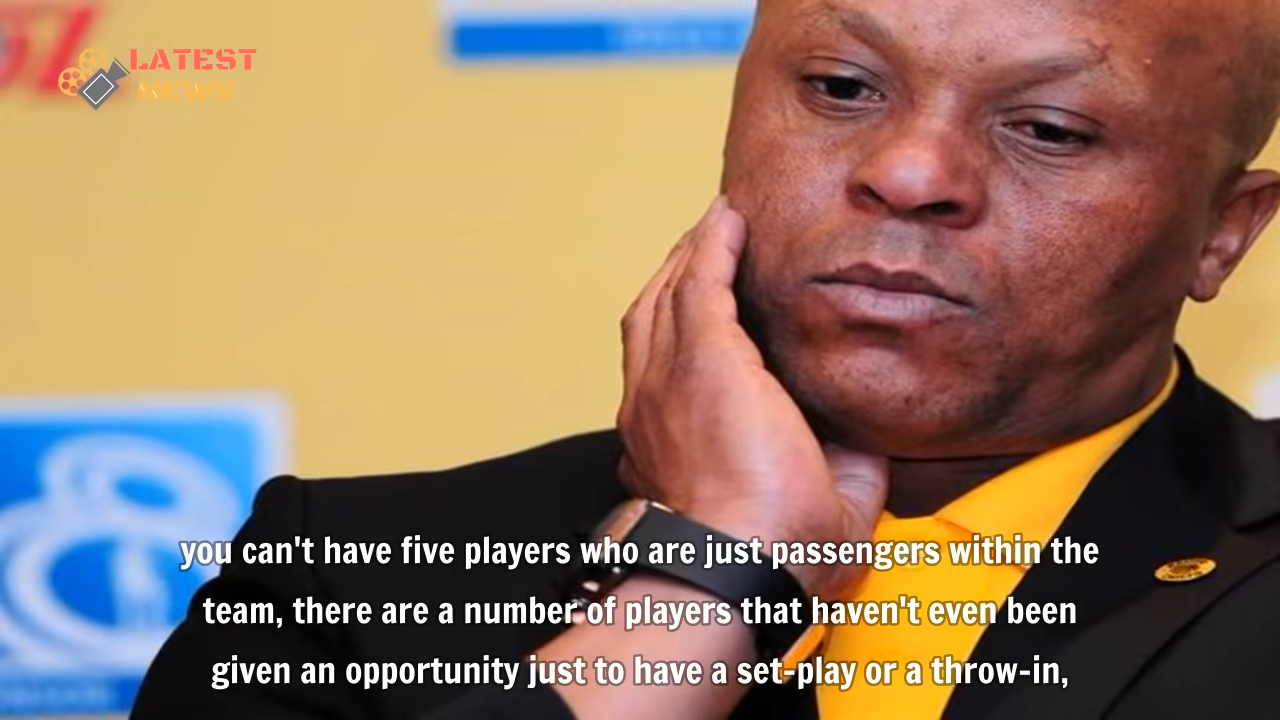 LATEST
NEWS
you can't have five players who are just passengers within the
team, there are a number of players that haven't even been
given an opportunity just to have a set-play or a throw-in,